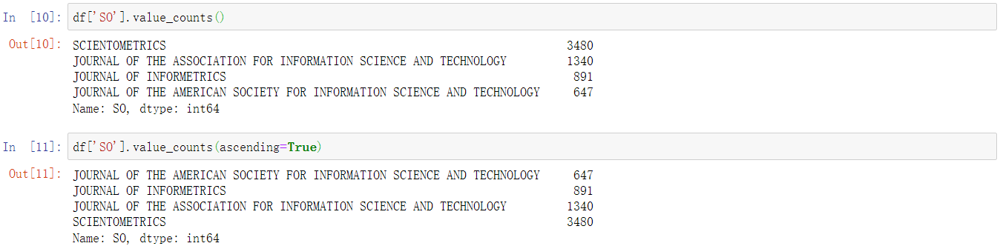 In [10]: df['SO'].value_counts()
Out[10]: SCIENTOMETRICS 3480
JOURNAL OF THE ASSOCIATION FOR INFORMATION SCIENCE AND TECHNOLOGY 1340
JOURNAL OF INFORMETRICS 891
JOURNAL OF THE AMERICAN SOCIETY FOR INFORMATION SCIENCE AND TECHNOLOGY 647
Name: SO, dtype: int64
In [11]: df['SO'].value_counts(ascending=True)
Out[11]: JOURNAL OF THE AMERICAN SOCIETY FOR INFORMATION SCIENCE AND TECHNOLOGY 647
JOURNAL OF INFORMETRICS 891
JOURNAL OF THE ASSOCIATION FOR INFORMATION SCIENCE AND TECHNOLOGY 1340
SCIENTOMETRICS 3480
Name: SO, dtype: int64